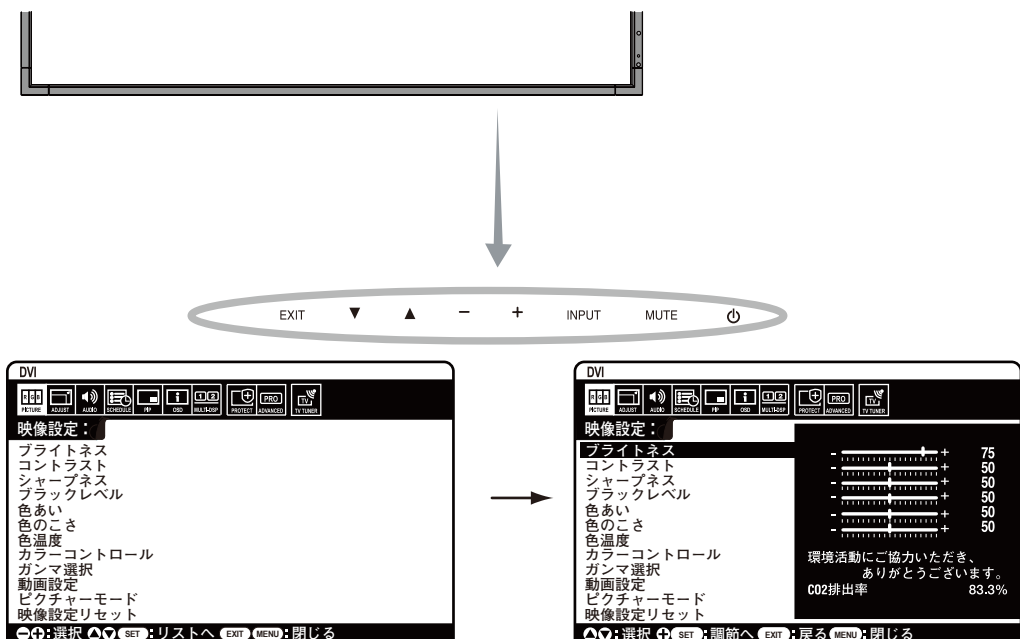 EXIT ▼ ▲ − + INPUT MUTE
DVI
RGB PICTURE ADJUST AUDIO SCHEDULE PIP OSD 12 MULTI-DSP PROTECT PRO ADVANCED TV TV TUNER
映像設定：
ブライトネス
コントラスト
シャープネス
ブラックレベル
色あい
色のこさ
色温度
カラーコントロール
ガンマ選択
動画設定
ピクチャーモード
映像設定リセット
−+:選択 △▽ SET :リストへ EXIT MENU :閉じる
DVI
RGB PICTURE ADJUST AUDIO SCHEDULE PIP OSD 12 MULTI-DSP PROTECT PRO ADVANCED TV TV TUNER
映像設定：
ブライトネス - + 75
コントラスト - + 50
シャープネス - + 50
ブラックレベル - + 50
色あい - + 50
色のこさ - + 50
色温度
カラーコントロール
ガンマ選択
動画設定
ピクチャーモード
映像設定リセット
環境活動にご協力いただき、
ありがとうございます。
CO2排出率 83.3%
△▽:選択 + SET :調節へ EXIT :戻る MENU :閉じる